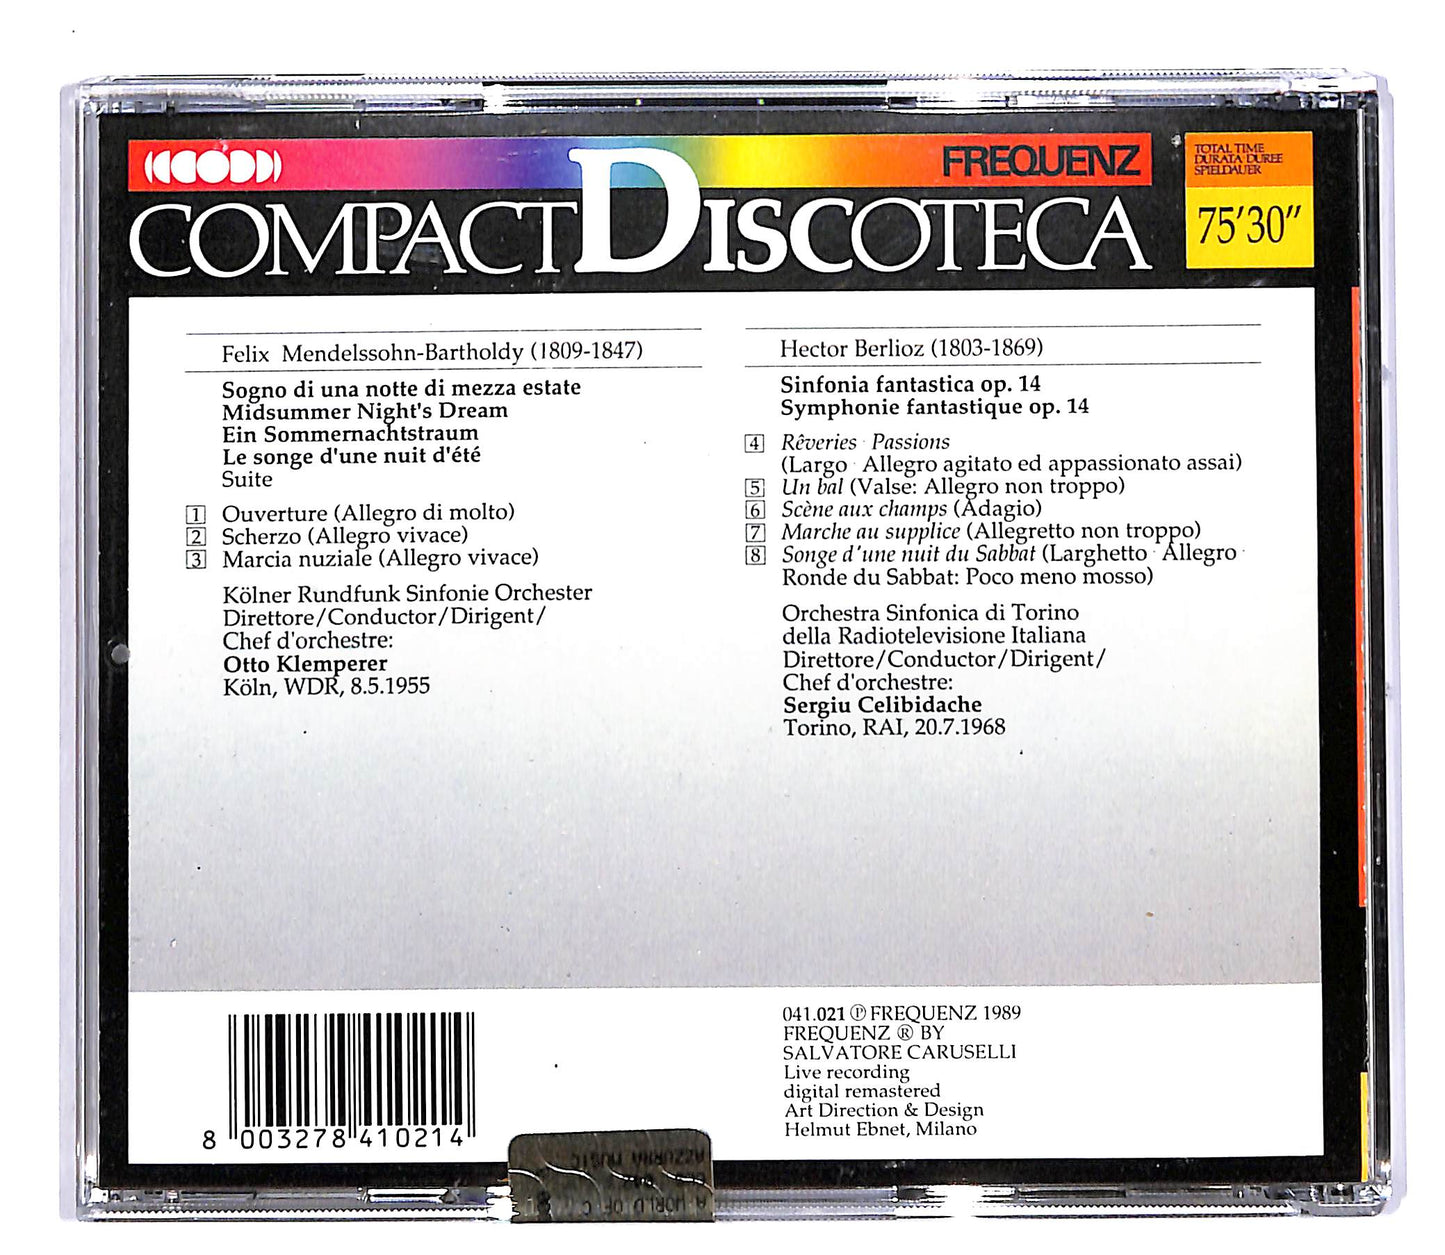 FREQUENZ
COMPACT DISCOTECA
TOTAL TIME
DURATA DUREE
SPIELDAUER
75'30"
Felix Mendelssohn-Bartholdy (1809-1847)
Sogno di una notte di mezza estate
Midsummer Night's Dream
Ein Sommernachtstraum
Le songe d'une nuit d'été
Suite
1 Ouverture (Allegro di molto)
2 Scherzo (Allegro vivace)
3 Marcia nuziale (Allegro vivace)
Kölner Rundfunk Sinfonie Orchester
Direttore/Conductor/Dirigent/
Chef d'orchestre:
Otto Klemperer
Köln, WDR, 8.5.1955
Hector Berlioz (1803-1869)
Sinfonia fantastica op. 14
Symphonie fantastique op. 14
4 Rêveries · Passions
(Largo · Allegro agitato ed appassionato assai)
5 Un bal (Valse: Allegro non troppo)
6 Scène aux champs (Adagio)
7 Marche au supplice (Allegretto non troppo)
8 Songe d'une nuit du Sabbat (Larghetto · Allegro ·
Ronde du Sabbat: Poco meno mosso)
Orchestra Sinfonica di Torino
della Radiotelevisione Italiana
Direttore/Conductor/Dirigent/
Chef d'orchestre:
Sergiu Celibidache
Torino, RAI, 20.7.1968
8 003278 410214
041.021 ℗ FREQUENZ 1989
FREQUENZ ® BY
SALVATORE CARUSELLI
Live recording
digital remastered
Art Direction & Design
Helmut Ebnet, Milano
AZZURRA MUSIC
A WORLD OF